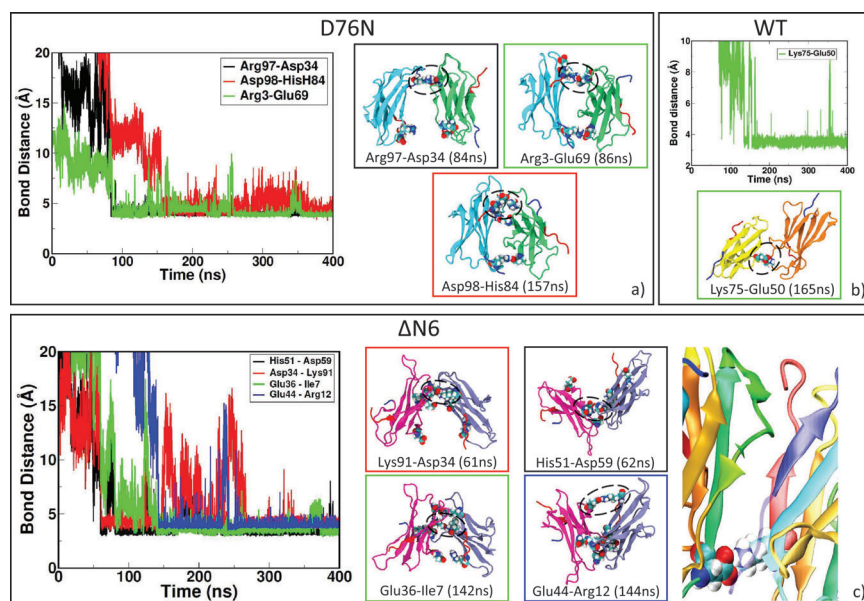 D76N
20
15
10
5
0
Bond distance (Å)
0 100 200 300 400
Time (ns)
Arg97-Asp34
Asp98-HisH84
Arg3-Glu69
Arg97-Asp34 (84ns)
Arg3-Glu69 (86ns)
Asp98-His84 (157ns)
a)
WT
10
8
6
4
2
Bond distance (Å)
0 100 200 300 400
Time (ns)
Lys75-Glu50
Lys75-Glu50 (165ns)
b)
ΔN6
20
15
10
5
0
Bond Distance (Å)
0 100 200 300 400
Time (ns)
His51 - Asp59
Asp34 - Lys91
Glu36 - Ile7
Glu44 - Arg12
Lys91-Asp34 (61ns)
His51-Asp59 (62ns)
Glu36-Ile7 (142ns)
Glu44-Arg12 (144ns)
c)